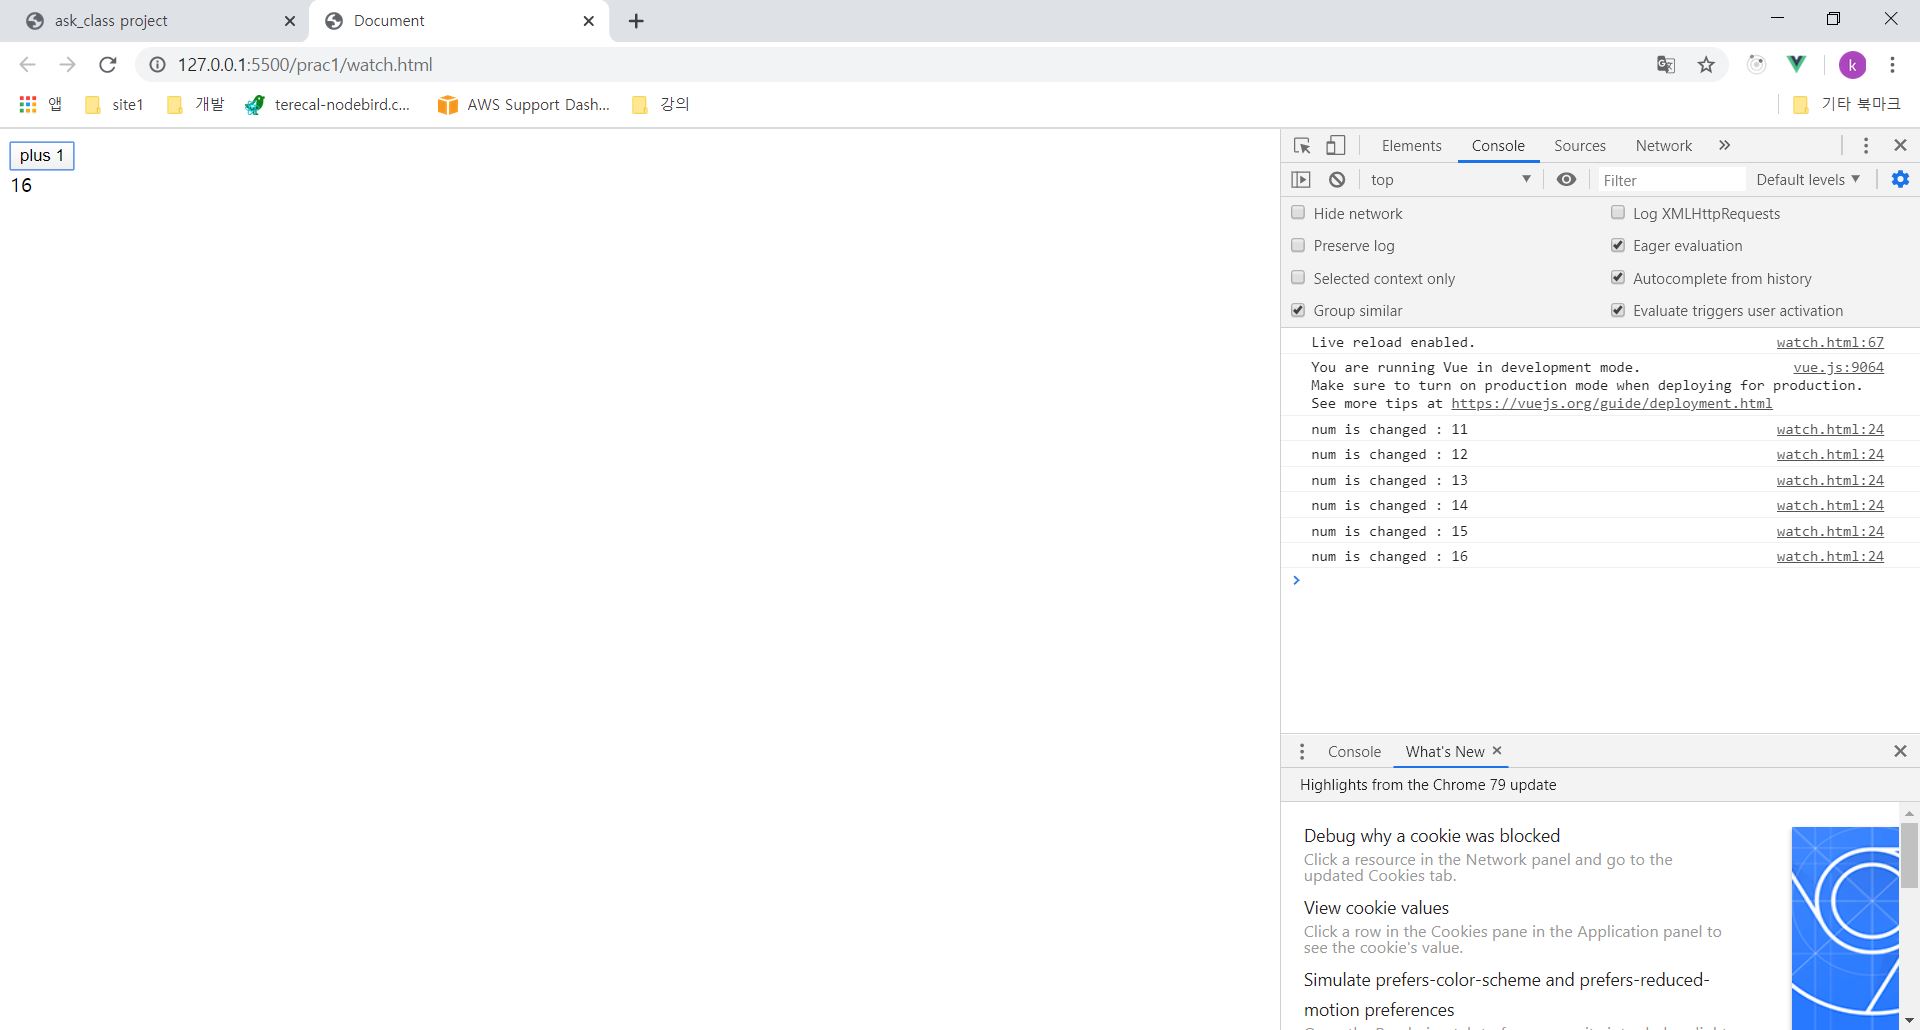 ask_class project
Document
127.0.0.1:5500/prac1/watch.html
k
앱
site1
개발
terecal-nodebird.c...
AWS Support Dash...
강의
기타 북마크
plus 1
16
Elements Console Sources Network
top
Filter
Default levels
Hide network
Log XMLHttpRequests
Preserve log
Eager evaluation
Selected context only
Autocomplete from history
Group similar
Evaluate triggers user activation
Live reload enabled. watch.html:67
You are running Vue in development mode. vue.js:9064
Make sure to turn on production mode when deploying for production.
See more tips at https://vuejs.org/guide/deployment.html
num is changed : 11 watch.html:24
num is changed : 12 watch.html:24
num is changed : 13 watch.html:24
num is changed : 14 watch.html:24
num is changed : 15 watch.html:24
num is changed : 16 watch.html:24
Console What's New
Highlights from the Chrome 79 update
Debug why a cookie was blocked
Click a resource in the Network panel and go to the
updated Cookies tab.
View cookie values
Click a row in the Cookies pane in the Application panel to
see the cookie's value.
Simulate prefers-color-scheme and prefers-reduced-
motion preferences